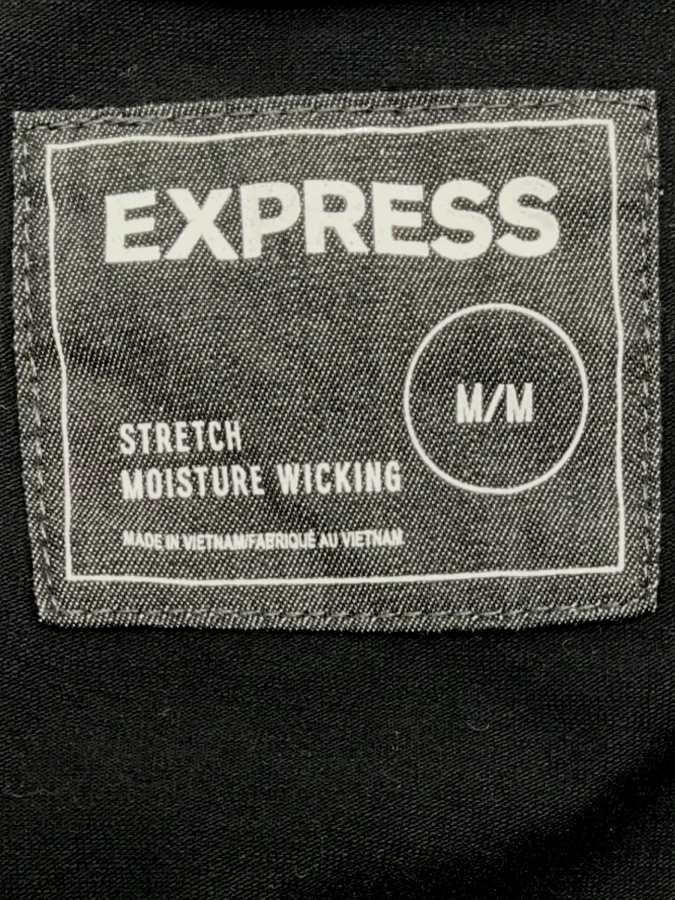 EXPRESS
M/M
STRETCH
MOISTURE WICKING
MADE IN VIETNAM/FABRIQUÉ AU VIETNAM